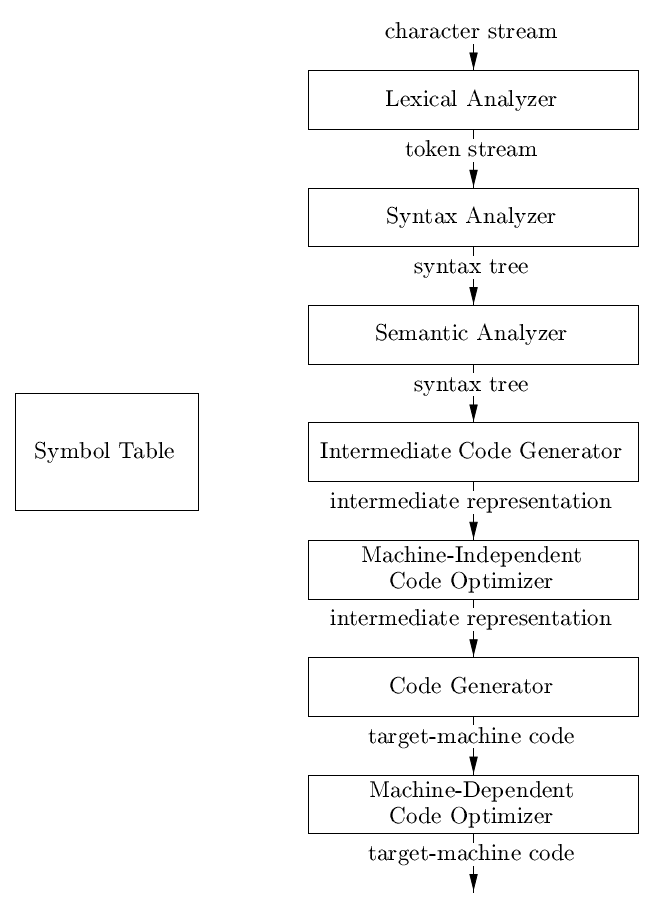 character stream
Lexical Analyzer
token stream
Syntax Analyzer
syntax tree
Semantic Analyzer
syntax tree
Symbol Table
Intermediate Code Generator
intermediate representation
Machine-Independent
Code Optimizer
intermediate representation
Code Generator
target-machine code
Machine-Dependent
Code Optimizer
target-machine code